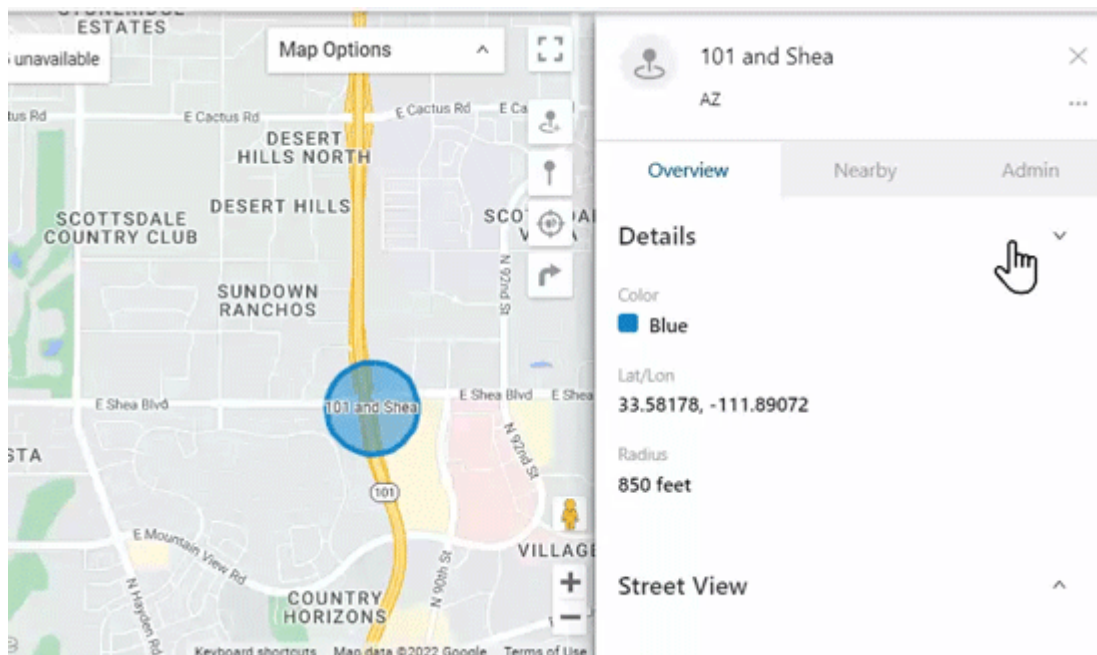 ESTATES
unavailable
Map Options
E Cactus Rd
E Cactus Rd
E Ca
DESERT
HILLS NORTH
DESERT HILLS
SCOTTSDALE
COUNTRY CLUB
SUNDOWN
RANCHOS
N 92nd St
E Shea Blvd
101 and Shea
E Shea Blvd
E Shea
N 92nd St
101
E Mountain View Rd
N Hayden Rd
COUNTRY
HORIZONS
N 90th St
VILLAGE
Keyboard shortcuts
Map data ©2022 Google
Terms of Use
101 and Shea
AZ
Overview
Nearby
Admin
Details
Color
Blue
Lat/Lon
33.58178, -111.89072
Radius
850 feet
Street View